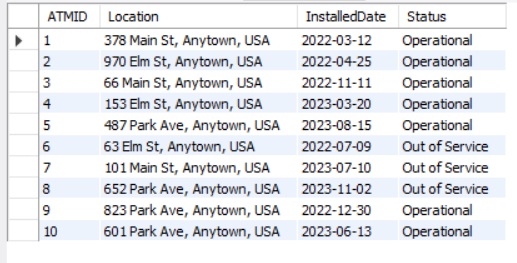 ATMID Location InstalledDate Status
1 378 Main St, Anytown, USA 2022-03-12 Operational
2 970 Elm St, Anytown, USA 2022-04-25 Operational
3 66 Main St, Anytown, USA 2022-11-11 Operational
4 153 Elm St, Anytown, USA 2023-03-20 Operational
5 487 Park Ave, Anytown, USA 2023-08-15 Operational
6 63 Elm St, Anytown, USA 2022-07-09 Out of Service
7 101 Main St, Anytown, USA 2023-07-10 Out of Service
8 652 Park Ave, Anytown, USA 2023-11-02 Out of Service
9 823 Park Ave, Anytown, USA 2022-12-30 Operational
10 601 Park Ave, Anytown, USA 2023-06-13 Operational